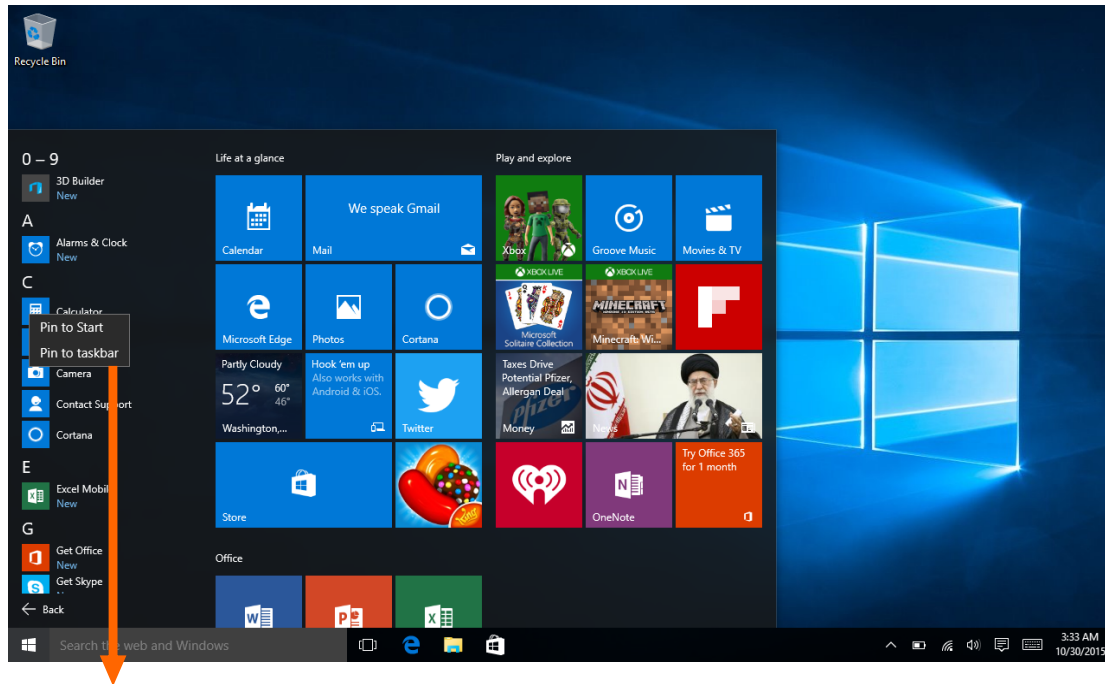 Recycle Bin
0 – 9
3D Builder
New
A
Alarms & Clock
New
C
Calculator
Pin to Start
Pin to taskbar
Camera
Contact Support
Cortana
E
Excel Mobile
New
G
Get Office
New
Get Skype
Back
Life at a glance
Calendar
We speak Gmail
Mail
Microsoft Edge
Photos
Cortana
Partly Cloudy
52° 60°
46°
Washington,...
Hook 'em up
Also works with
Android & iOS.
Twitter
Store
King
Office
Play and explore
Xbox
Groove Music
Movies & TV
XBOX LIVE
Microsoft
Solitaire Collection
XBOX LIVE
MINECRAFT
Minecraft: Wi...
Taxes Drive
Potential Pfizer,
Allergan Deal
Pfizer
Money
News
OneNote
Try Office 365
for 1 month
Search the web and Windows
3:33 AM
10/30/2015